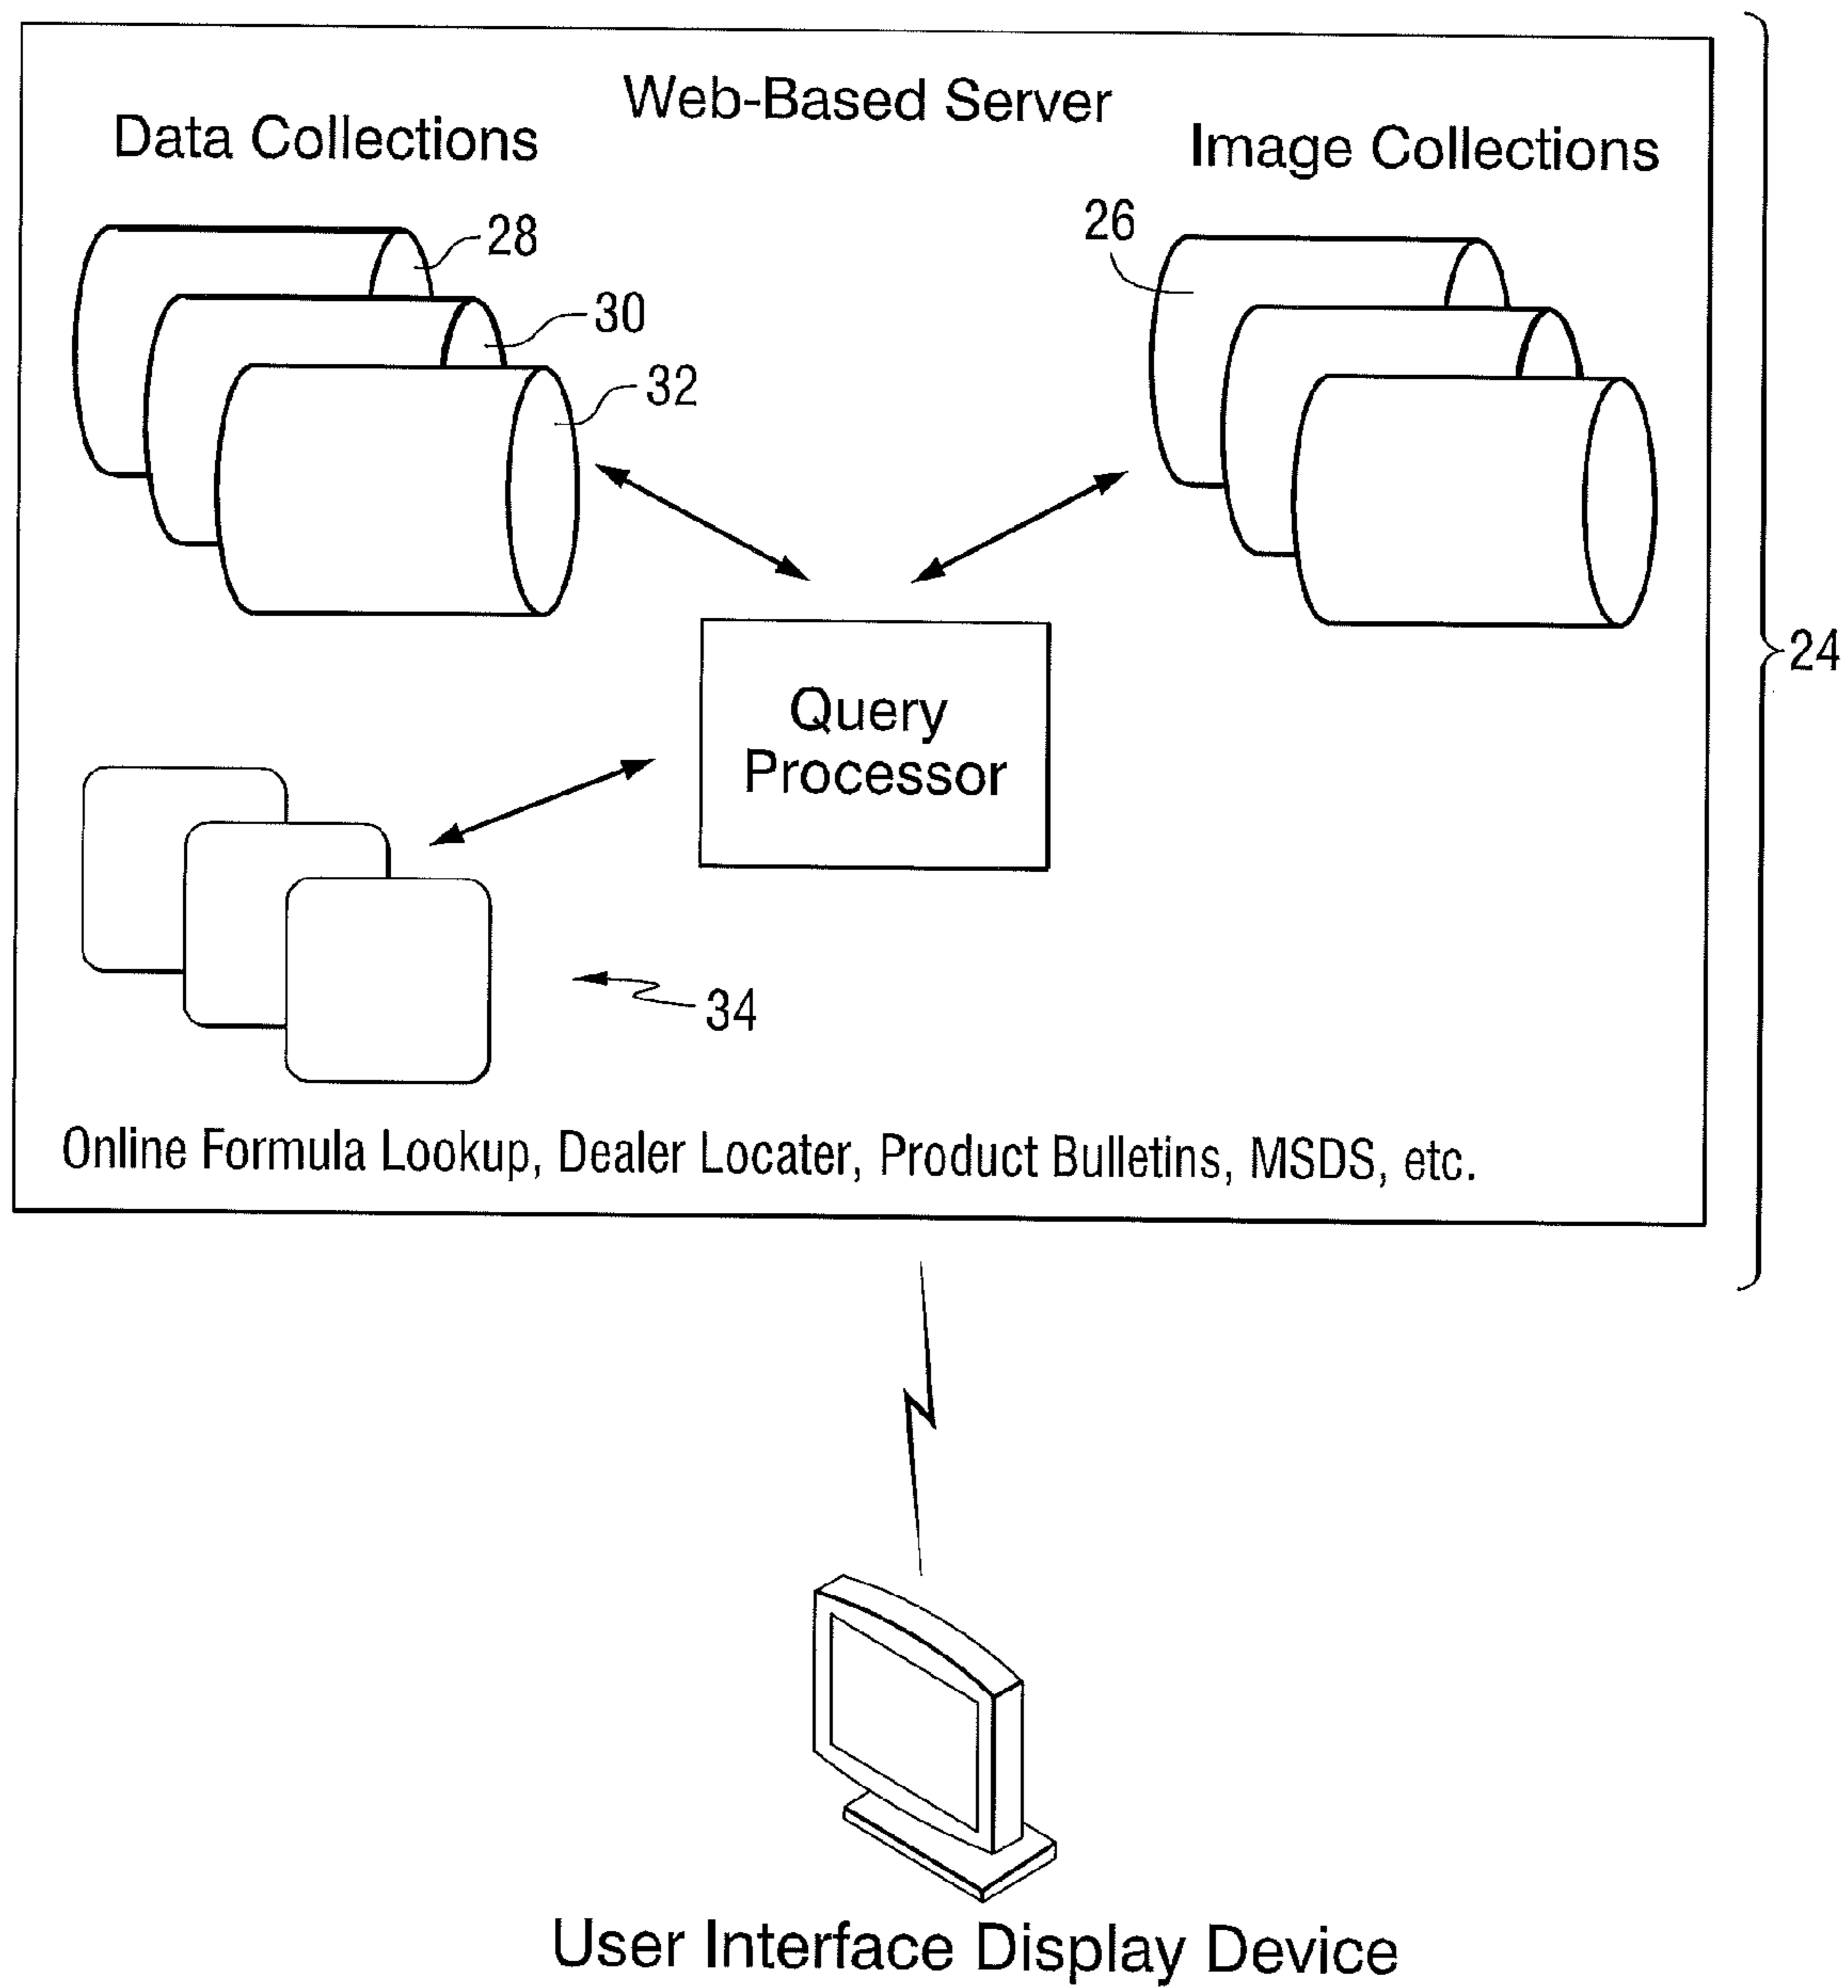 Web-Based Server
Data Collections
Image Collections
28
26
30
32
24
Query
Processor
34
Online Formula Lookup, Dealer Locater, Product Bulletins, MSDS, etc.
User Interface Display Device